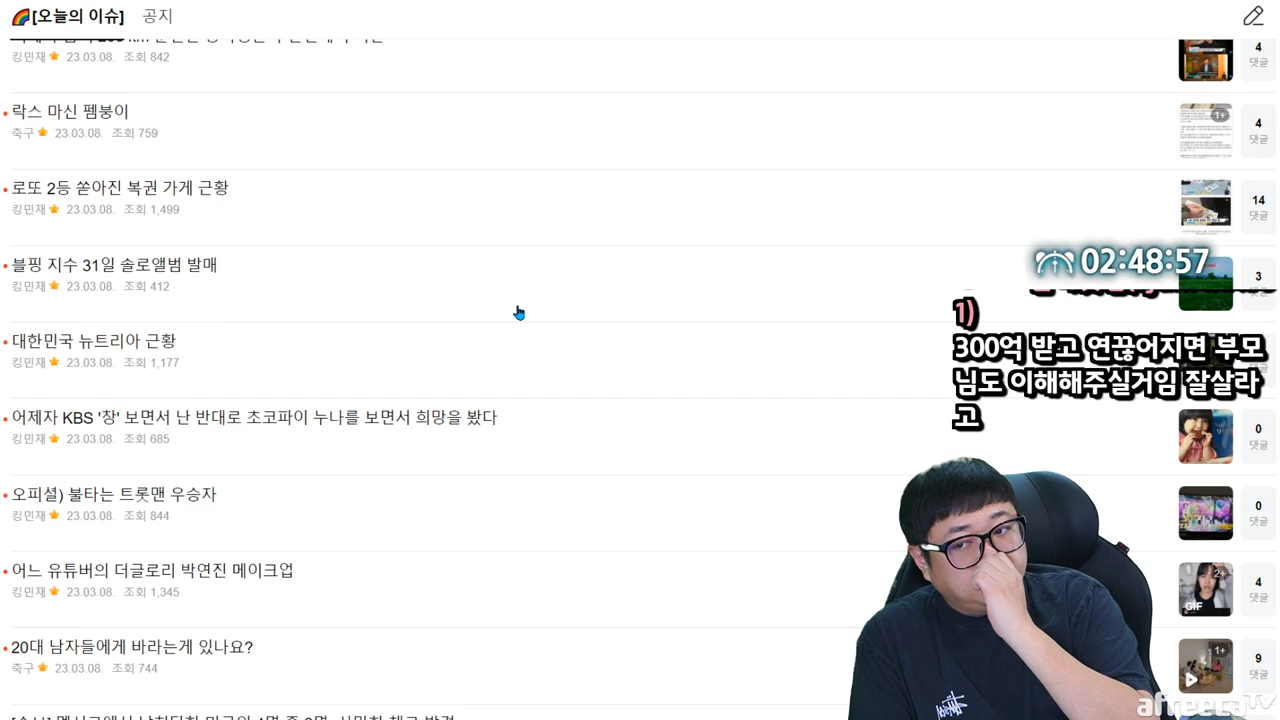 [오늘의 이슈] 공지
킹민재 23.03.08. 조회 842
4
댓글
락스 마신 펨붕이
축구 23.03.08. 조회 759
1+
4
댓글
로또 2등 쏟아진 복권 가게 근황
킹민재 23.03.08. 조회 1,499
14
댓글
02:48:57
블핑 지수 31일 솔로앨범 발매
킹민재 23.03.08. 조회 412
3
1)
300억 받고 연끊어지면 부모
님도 이해해주실거임 잘살라
고
대한민국 뉴트리아 근황
킹민재 23.03.08. 조회 1,177
어제자 KBS '창' 보면서 난 반대로 초코파이 누나를 보면서 희망을 봤다
킹민재 23.03.08. 조회 685
0
댓글
오피셜) 불타는 트롯맨 우승자
킹민재 23.03.08. 조회 844
0
댓글
어느 유튜버의 더글로리 박연진 메이크업
킹민재 23.03.08. 조회 1,345
2+
GIF
4
댓글
20대 남자들에게 바라는게 있나요?
축구 23.03.08. 조회 744
1+
9
댓글
afreecaTV